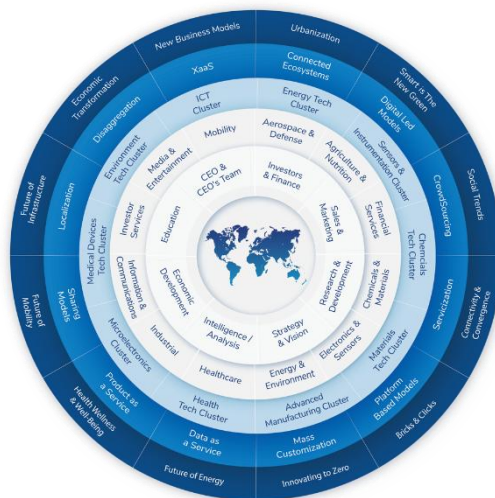 New Business Models
Urbanization
Smart is The
New Green
Social Trends
Connectivity &
Convergence
Bricks & Clicks
Innovating to Zero
Future of Energy
Health Wellness
& Well Being
Future of
Mobility
Future of
Infrastructure
Economic
Transformation
XaaS
Connected
Ecosystems
Digital Led
Models
CrowdSourcing
Servicization
Platform
Based Models
Mass
Customization
Data as
a Service
Product as
a Service
Sharing
Models
Localization
Disaggregation
ICT
Cluster
Energy Tech
Cluster
Sensors &
Instrumentation Cluster
Chemcials
Tech Cluster
Materials
Tech Cluster
Advanced
Manufacturing Cluster
Health
Tech Cluster
Microelectronics
Cluster
Medical Devices
Tech Cluster
Environment
Tech Cluster
Mobility
Aerospace &
Defense
Agriculture &
Nutrition
Financial
Services
Chemicals &
Materials
Electronics &
Sensors
Energy &
Environment
Healthcare
Industrial
Information &
Communications
Investor
Services
Media &
Entertainment
CEO &
CEO's Team
Investors
& Finance
Sales &
Marketing
Research &
Development
Strategy
& Vision
Intelligence /
Analysis
Economic
Development
Education